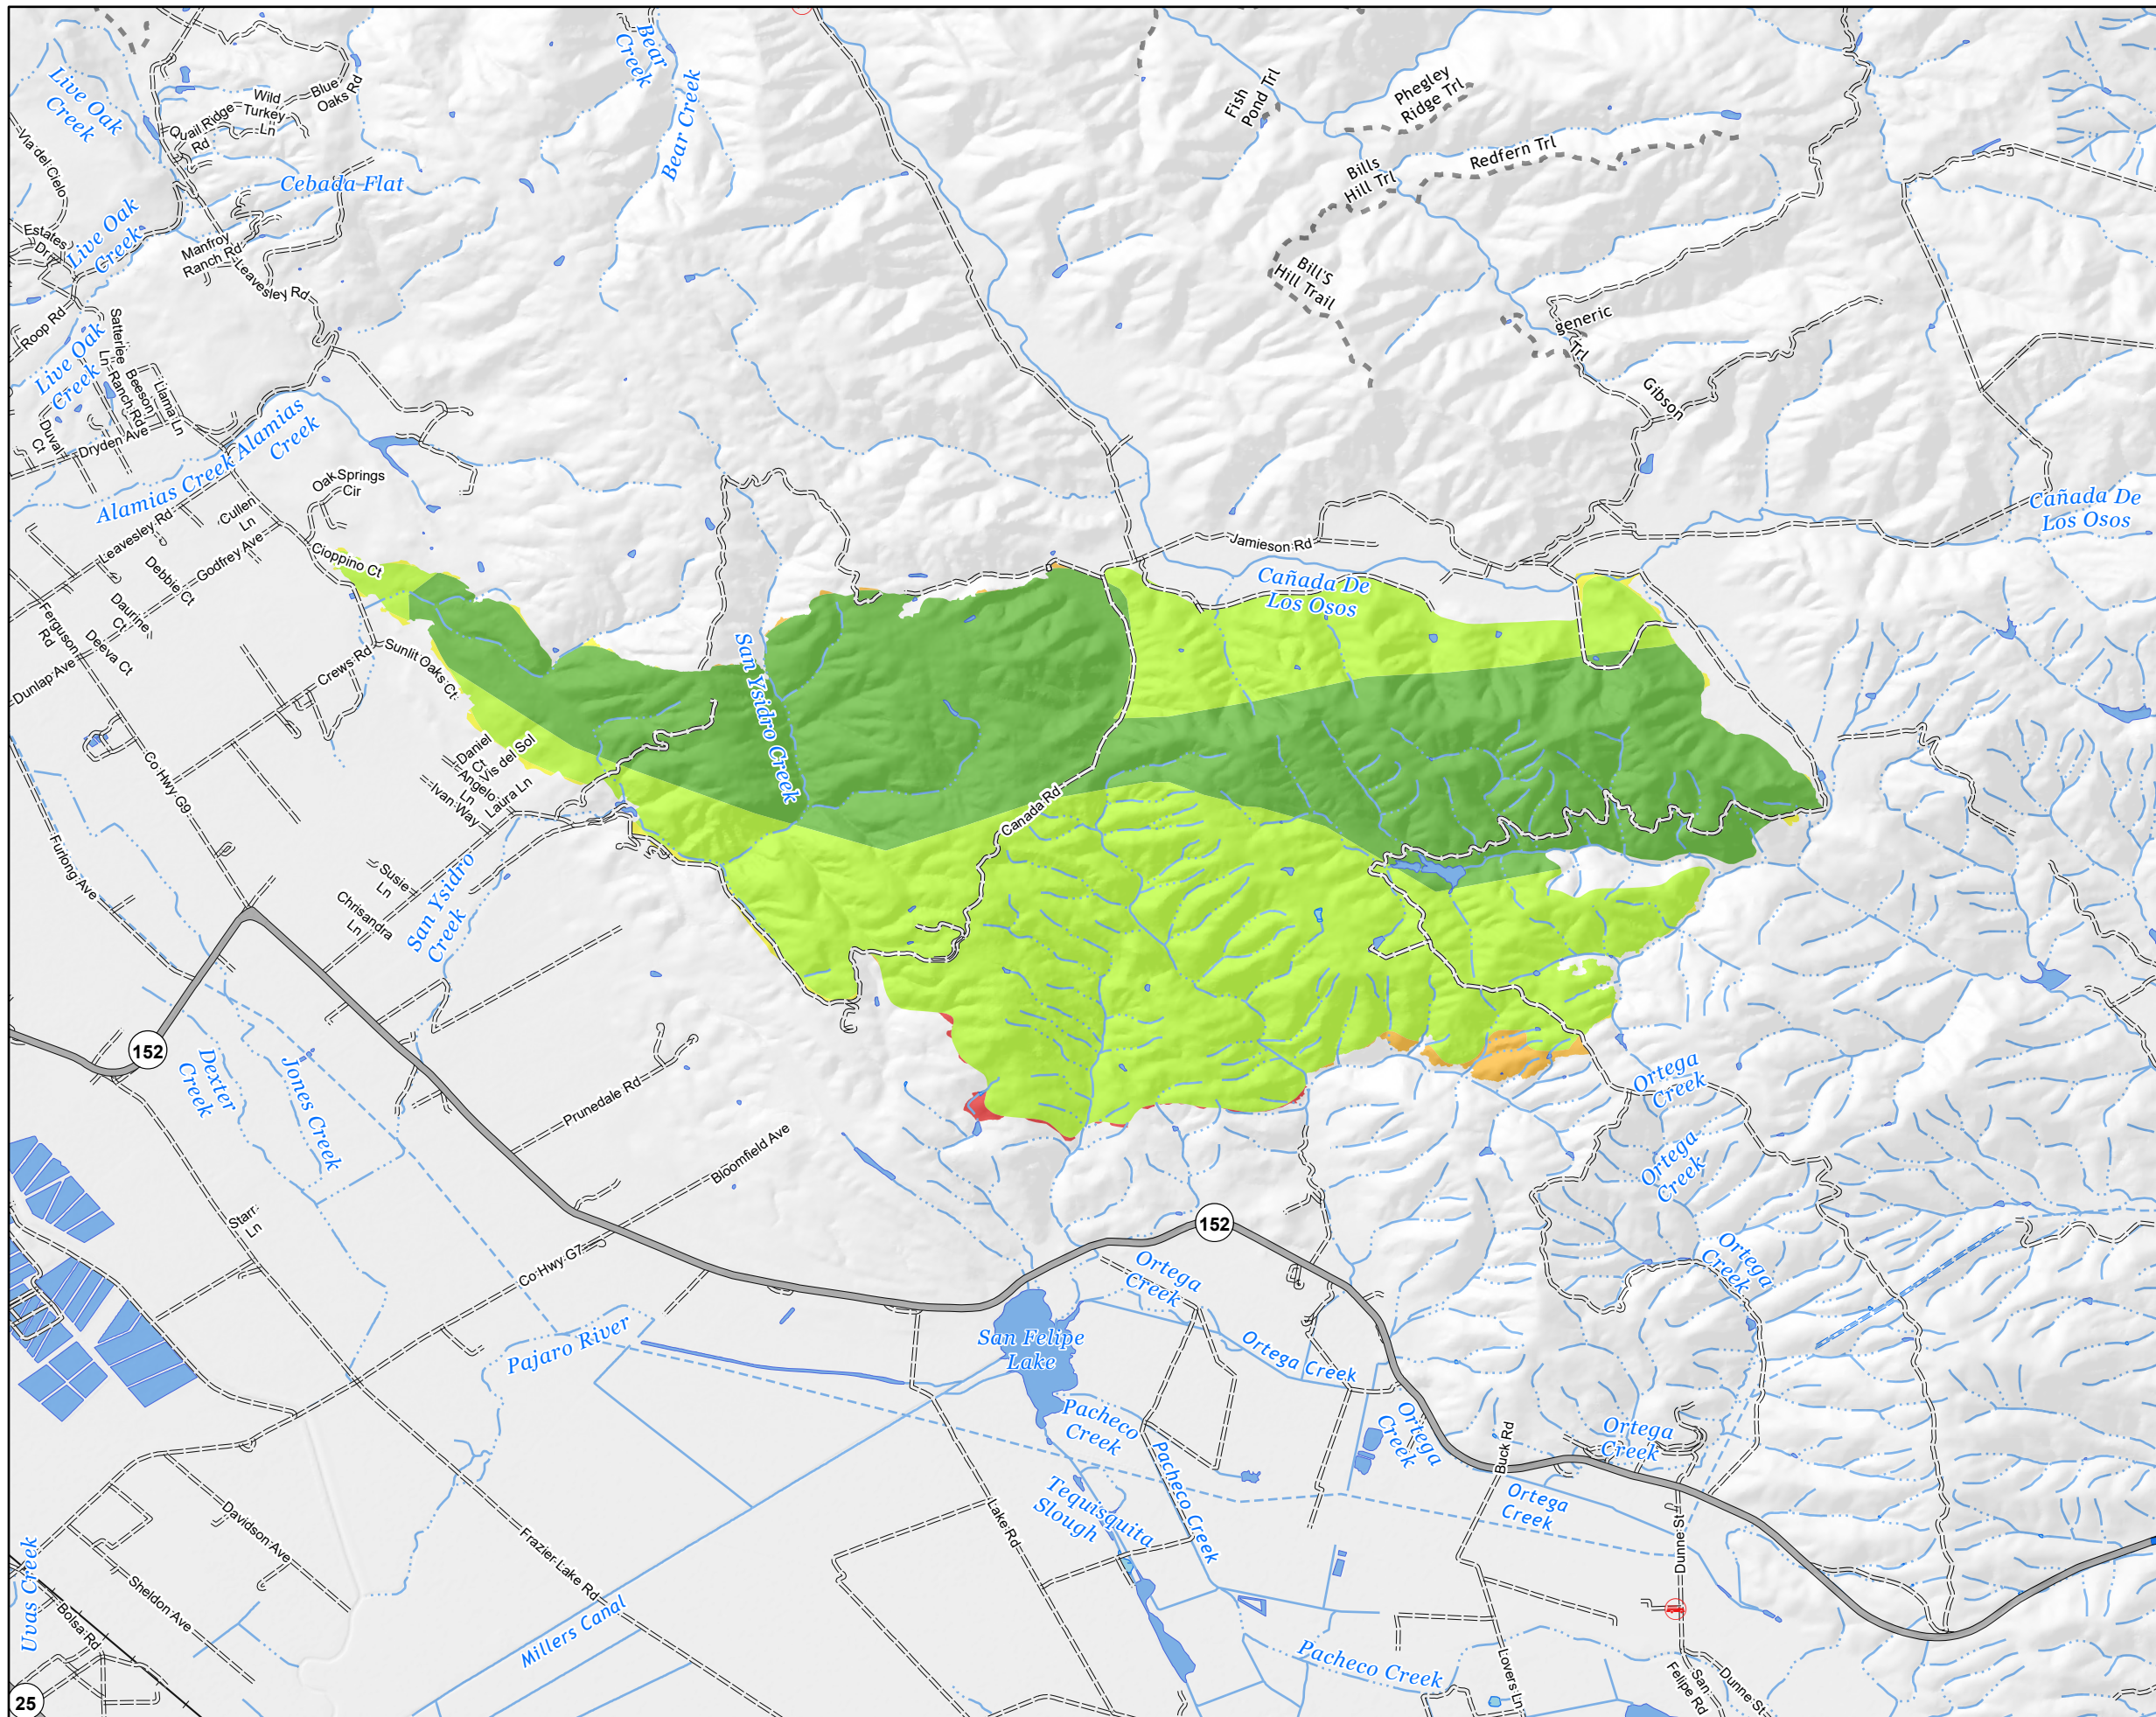 Bear
Creek
Bear Creek
Live Oak
Creek
Wild
Turkey
Ln
Blue
Oaks Rd
Quail Ridge
Rd
Via del Cielo
Cebada Flat
Fish
Pond Trl
Phegley
Ridge Trl
Bills
Hill Trl
Redfern Trl
Live Oak
Creek
Estates
Dr
Manfroy
Ranch Rd
Leavesley Rd
Bill'S
Hill Trail
generic
Trl
Gibson
Roop Rd
Live Oak
Creek
Satterlee
Ln
Ranch Rd
Beeson
Llama Ln
Duval
Ct
Dryden Ave
Alamias
Creek
Alamias Creek
Oak Springs
Cir
Cullen
Ln
Leavesley Rd
Godfrey Ave
Debbie Ct
Cioppino Ct
Jamieson Rd
Cañada De
Los Osos
Cañada De
Los Osos
Daurine
Ct
Ferguson
Rd
Deeva Ct
Dunlap Ave
Crews Rd
Sunlit Oaks Ct
San Ysidro Creek
Co Hwy G9
Daniel
Ct
Vis del Sol
Angelo
Ln
Laura Ln
Ivan Way
Canada Rd
Furlong Ave
Susie
Ln
Chrisandra
Ln
San Ysidro
Creek
152
Dexter
Creek
Jones Creek
Prunedale Rd
Bloomfield Ave
Ortega
Creek
Ortega
Creek
Starr
Ln
Co Hwy G7
152
Ortega
Creek
Ortega
Creek
Pajaro River
San Felipe
Lake
Ortega Creek
Pacheco
Creek
Ortega
Creek
Ortega
Creek
Buck Rd
Pacheco Creek
Tequisquita
Slough
Ortega
Creek
Lake Rd
Davidson Ave
Frazier Lake Rd
Dunne St
Uvas Creek
Bolsa Rd
Sheldon Ave
Millers Canal
Pacheco Creek
Lovers Ln
San
Felipe Rd
Dunne St
25